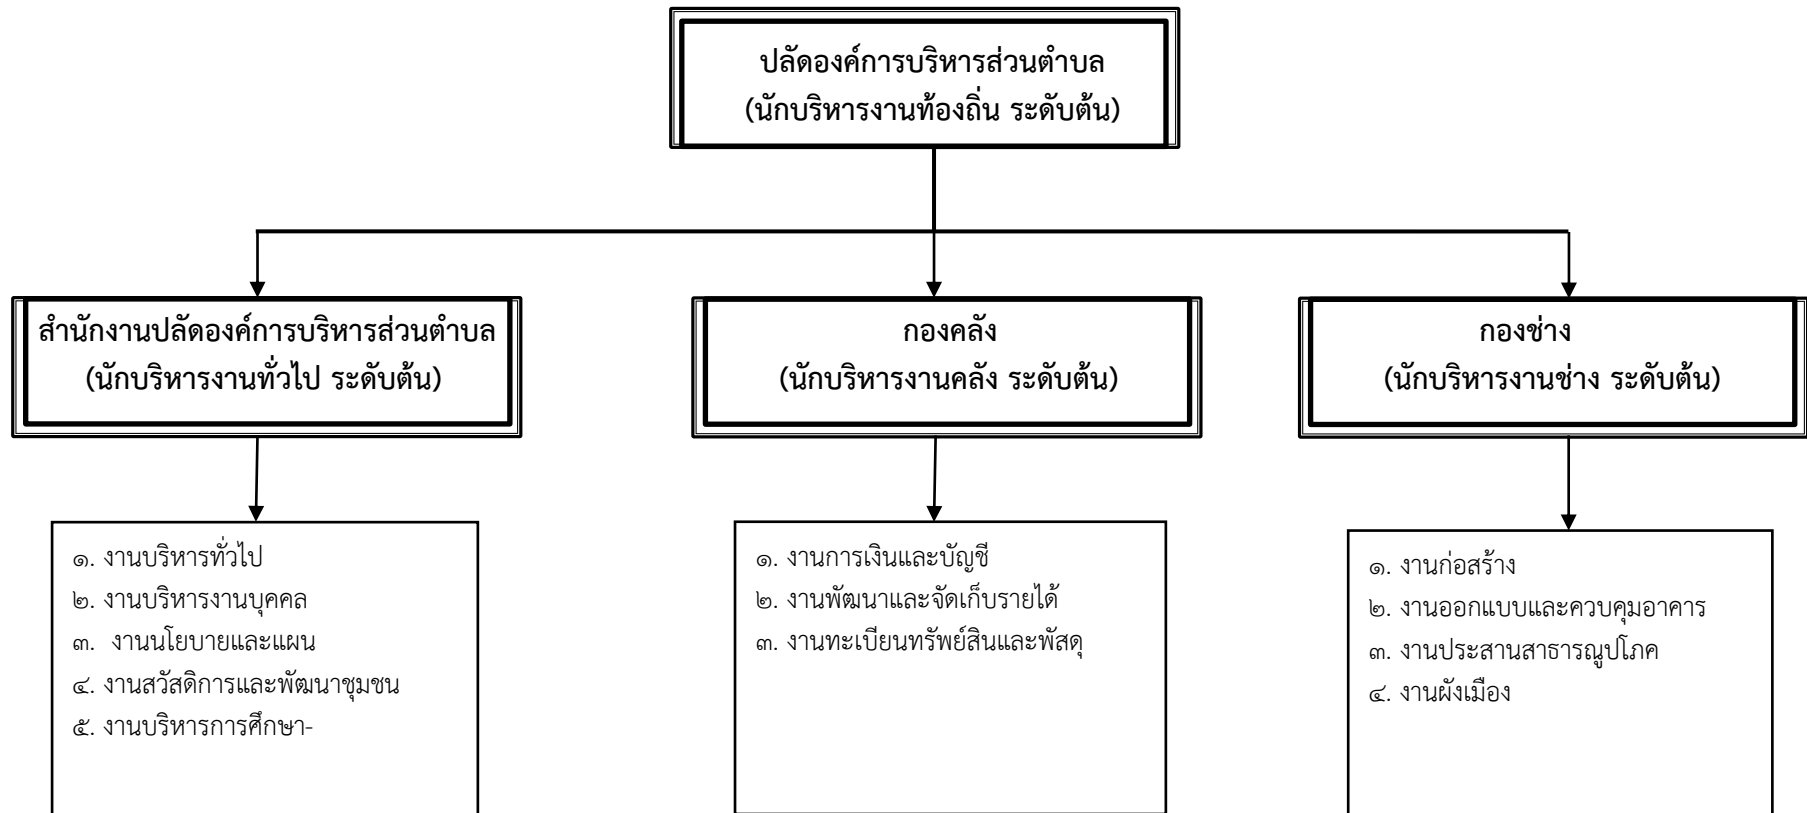 ปลัดองค์การบริหารส่วนตำบล
(นักบริหารงานท้องถิ่น ระดับต้น)
สำนักงานปลัดองค์การบริหารส่วนตำบล
(นักบริหารงานทั่วไป ระดับต้น)
กองคลัง
(นักบริหารงานคลัง ระดับต้น)
กองช่าง
(นักบริหารงานช่าง ระดับต้น)
๑. งานบริหารทั่วไป
๒. งานบริหารงานบุคคล
๓. งานนโยบายและแผน
๔. งานสวัสดิการและพัฒนาชุมชน
๕. งานบริหารการศึกษา-
๑. งานการเงินและบัญชี
๒. งานพัฒนาและจัดเก็บรายได้
๓. งานทะเบียนทรัพย์สินและพัสดุ
๑. งานก่อสร้าง
๒. งานออกแบบและควบคุมอาคาร
๓. งานประสานสาธารณูปโภค
๔. งานผังเมือง